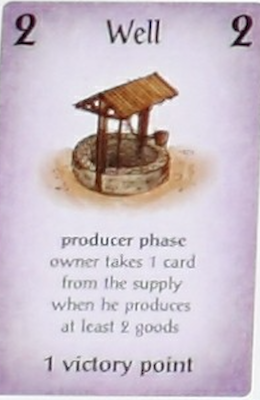 2 Well 2
producer phase
owner takes 1 card
from the supply
when he produces
at least 2 goods
1 victory point